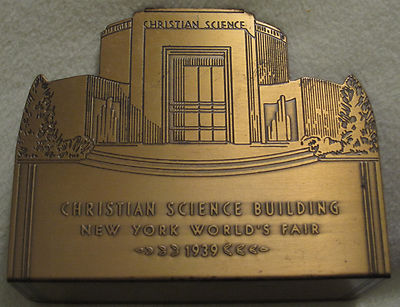 CHRISTIAN SCIENCE
CHRISTIAN SCIENCE BUILDING
NEW YORK WORLD'S FAIR
1939